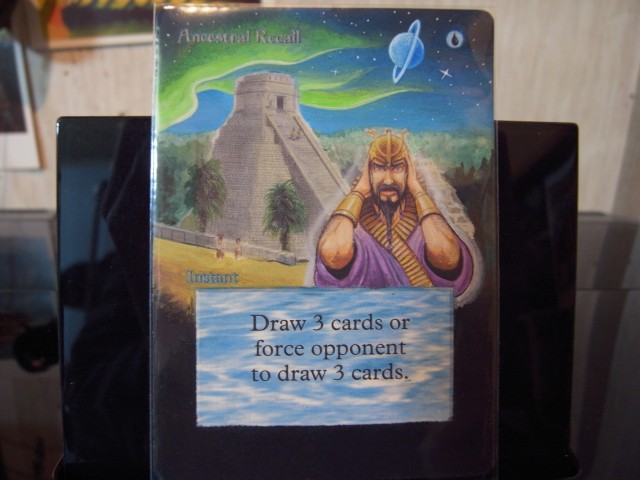 Ancestral Recall
Instant
Draw 3 cards or
force opponent
to draw 3 cards.